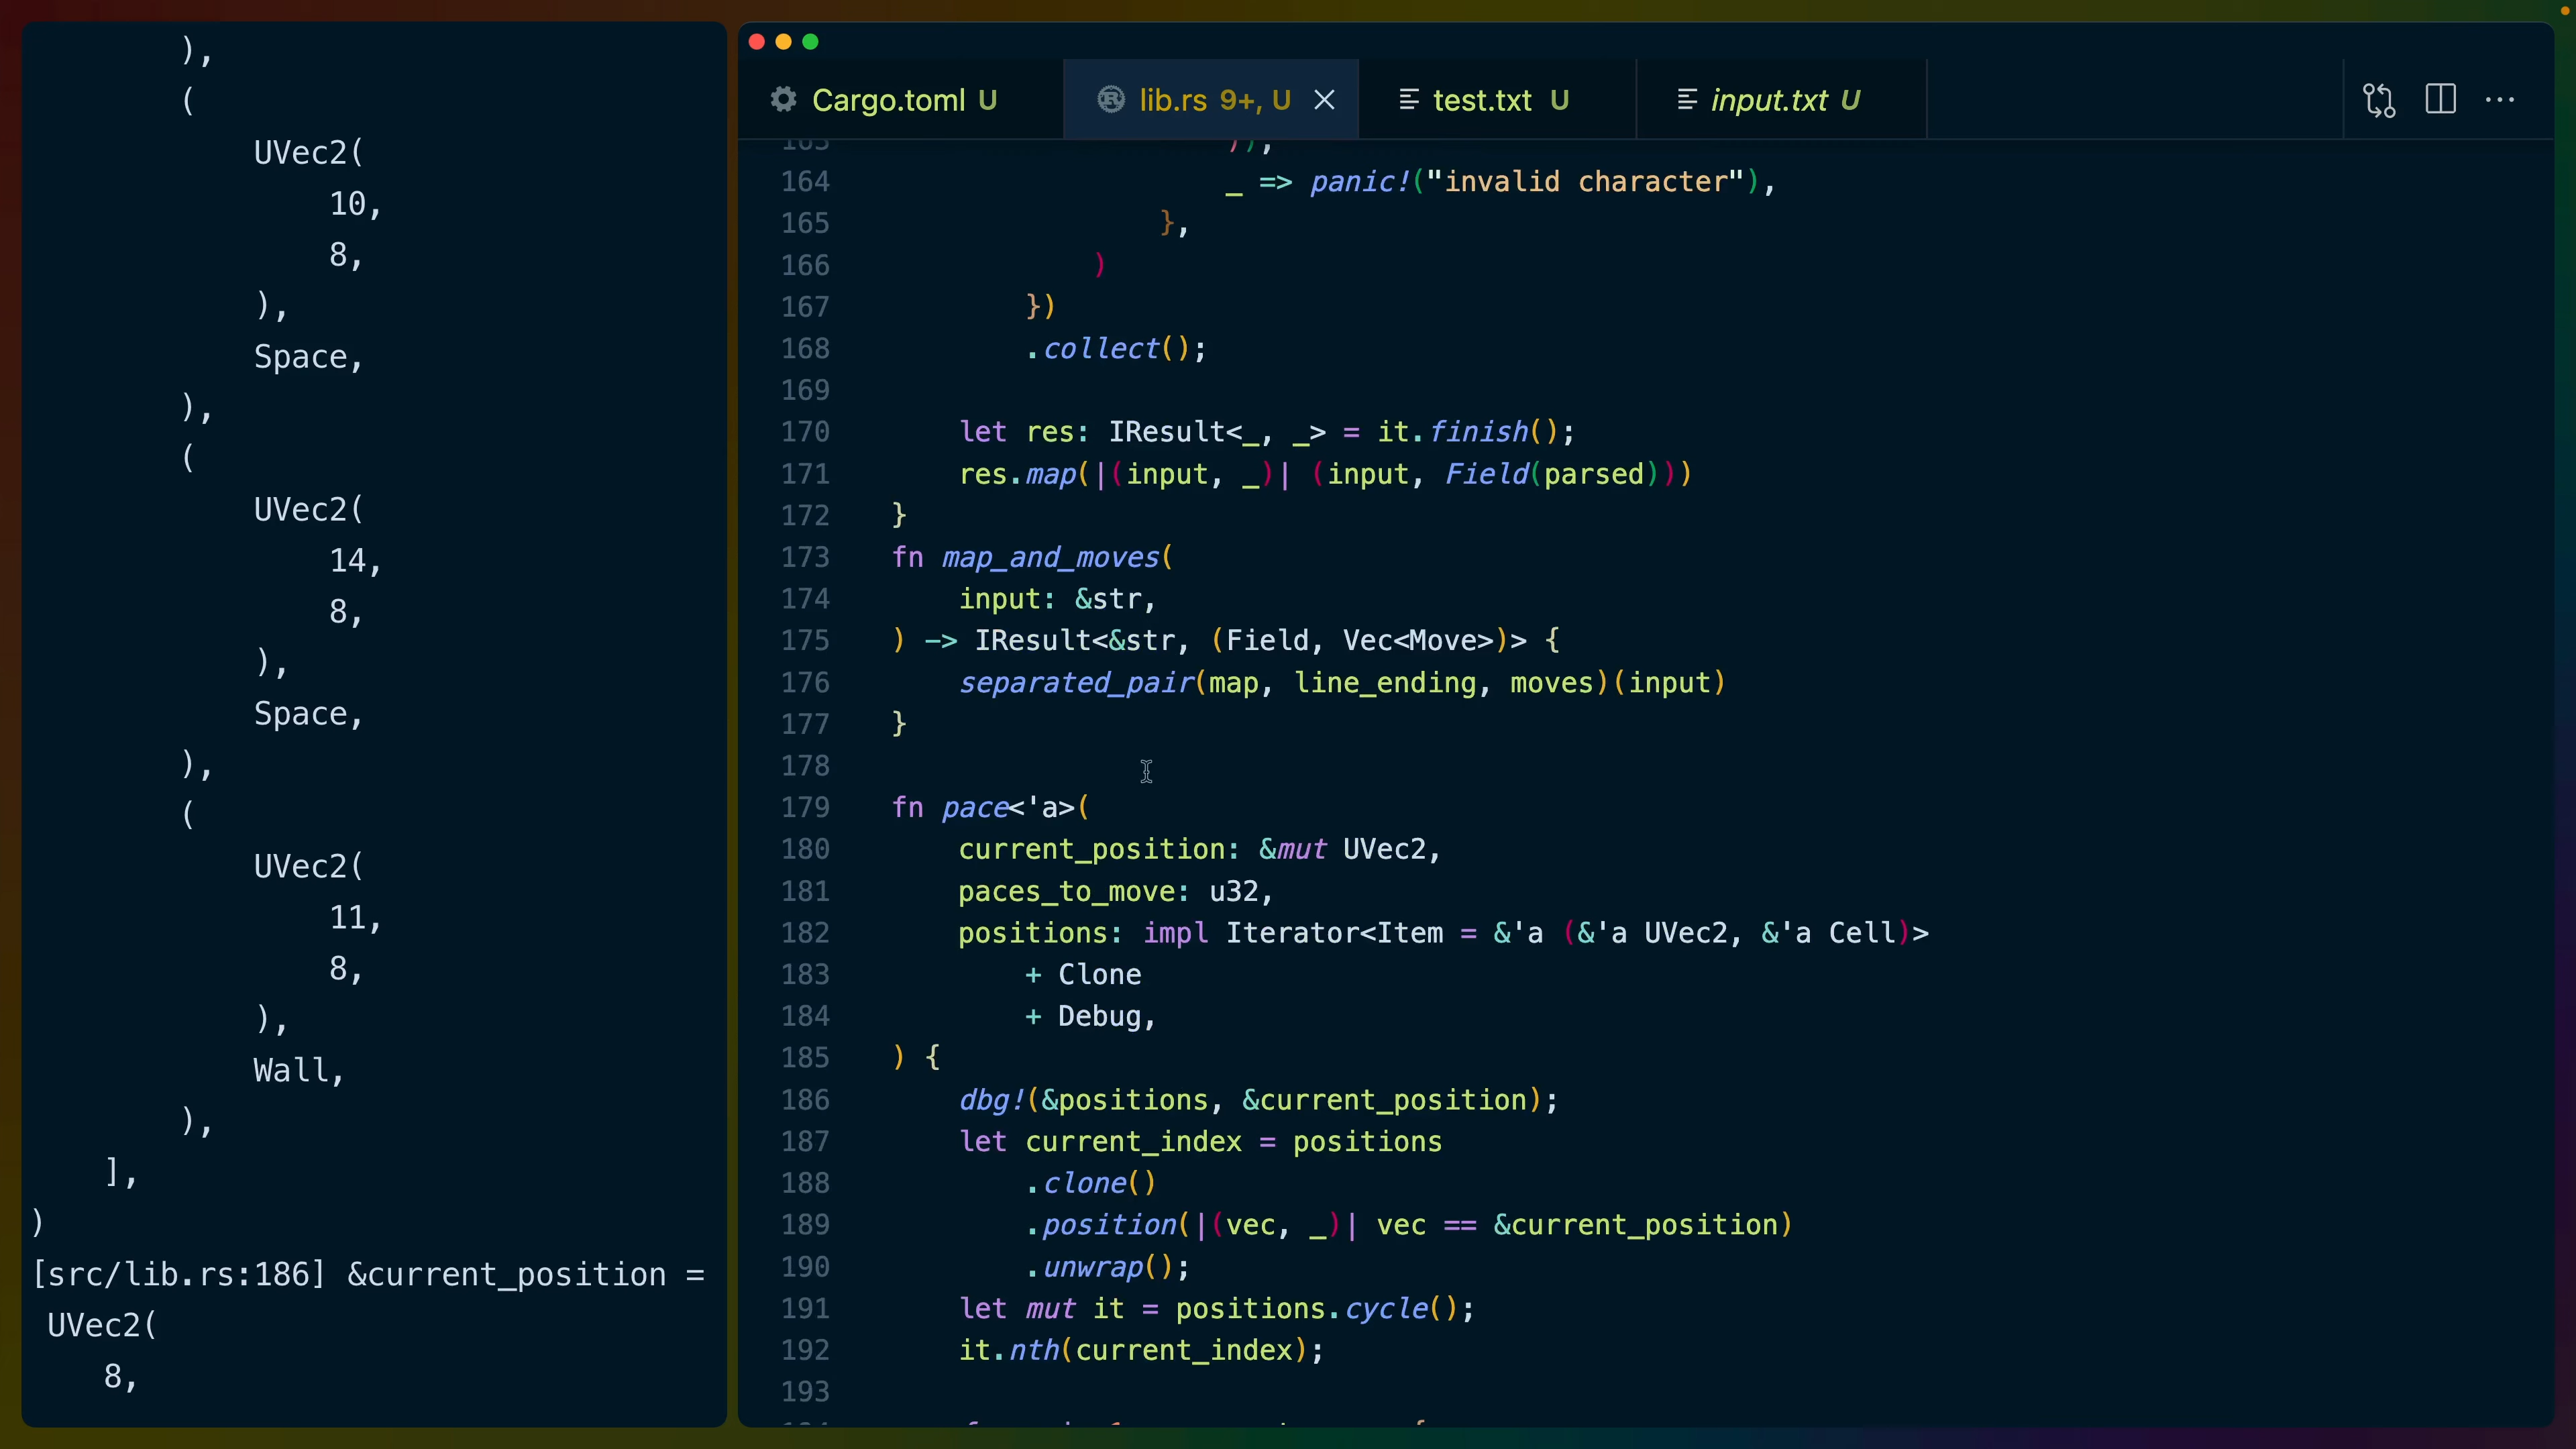 ),
(
UVec2(
10,
8,
),
Space,
),
(
UVec2(
14,
8,
),
Space,
),
(
UVec2(
11,
8,
),
Wall,
),
],
)
[src/lib.rs:186] &current_position =
UVec2(
8,
Cargo.toml U
lib.rs 9+, U
test.txt U
input.txt U
163 )),
164 _ => panic!("invalid character"),
165 },
166 )
167 })
168 .collect();
169
170 let res: IResult<_, _> = it.finish();
171 res.map(|(input, _)| (input, Field(parsed)))
172 }
173 fn map_and_moves(
174 input: &str,
175 ) -> IResult<&str, (Field, Vec<Move>)> {
176 separated_pair(map, line_ending, moves)(input)
177 }
178
179 fn pace<'a>(
180 current_position: &mut UVec2,
181 paces_to_move: u32,
182 positions: impl Iterator<Item = &'a (&'a UVec2, &'a Cell)>
183 + Clone
184 + Debug,
185 ) {
186 dbg!(&positions, &current_position);
187 let current_index = positions
188 .clone()
189 .position(|(vec, _)| vec == &current_position)
190 .unwrap();
191 let mut it = positions.cycle();
192 it.nth(current_index);
193